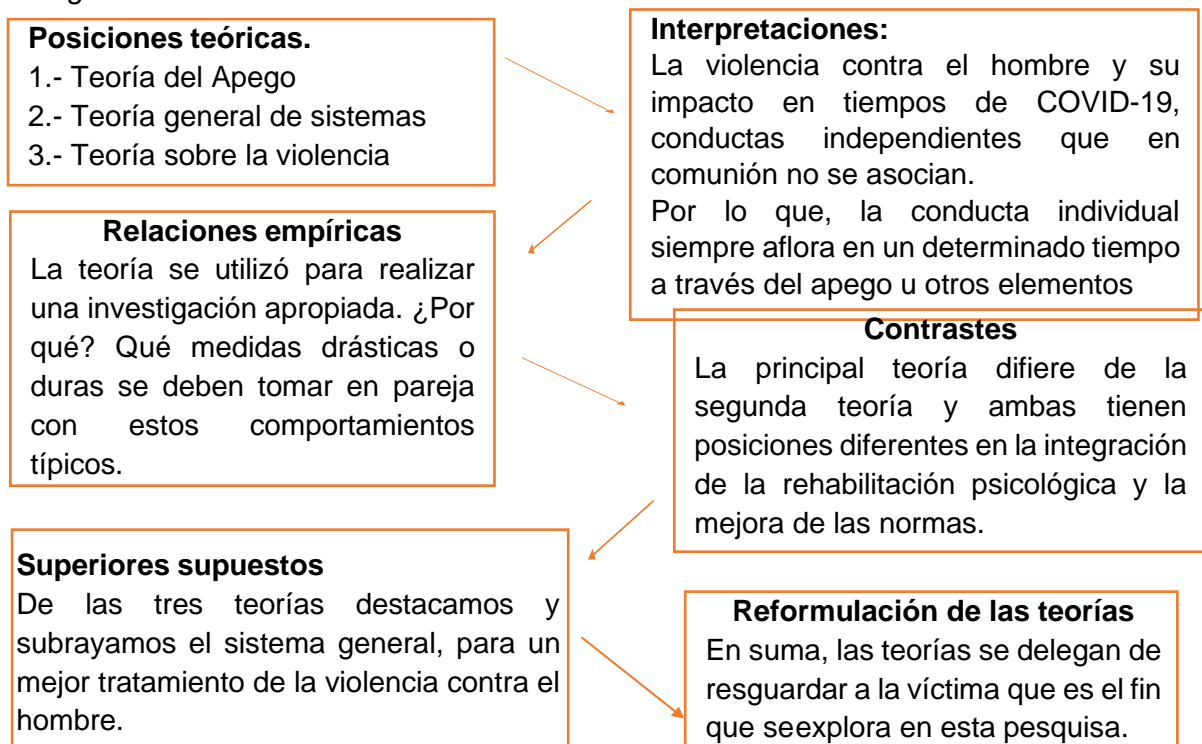 Posiciones teóricas.
1.- Teoría del Apego
2.- Teoría general de sistemas
3.- Teoría sobre la violencia
Interpretaciones:
La violencia contra el hombre y su
impacto en tiempos de COVID-19,
conductas independientes que en
comunión no se asocian.
Por lo que, la conducta individual
siempre aflora en un determinado tiempo
a través del apego u otros elementos
Relaciones empíricas
La teoría se utilizó para realizar
una investigación apropiada. ¿Por
qué? Qué medidas drásticas o
duras se deben tomar en pareja
con estos comportamientos
típicos.
Contrastes
La principal teoría difiere de la
segunda teoría y ambas tienen
posiciones diferentes en la integración
de la rehabilitación psicológica y la
mejora de las normas.
Superiores supuestos
De las tres teorías destacamos y
subrayamos el sistema general, para un
mejor tratamiento de la violencia contra el
hombre.
Reformulación de las teorías
En suma, las teorías se delegan de
resguardar a la víctima que es el fin
que seexplora en esta pesquisa.